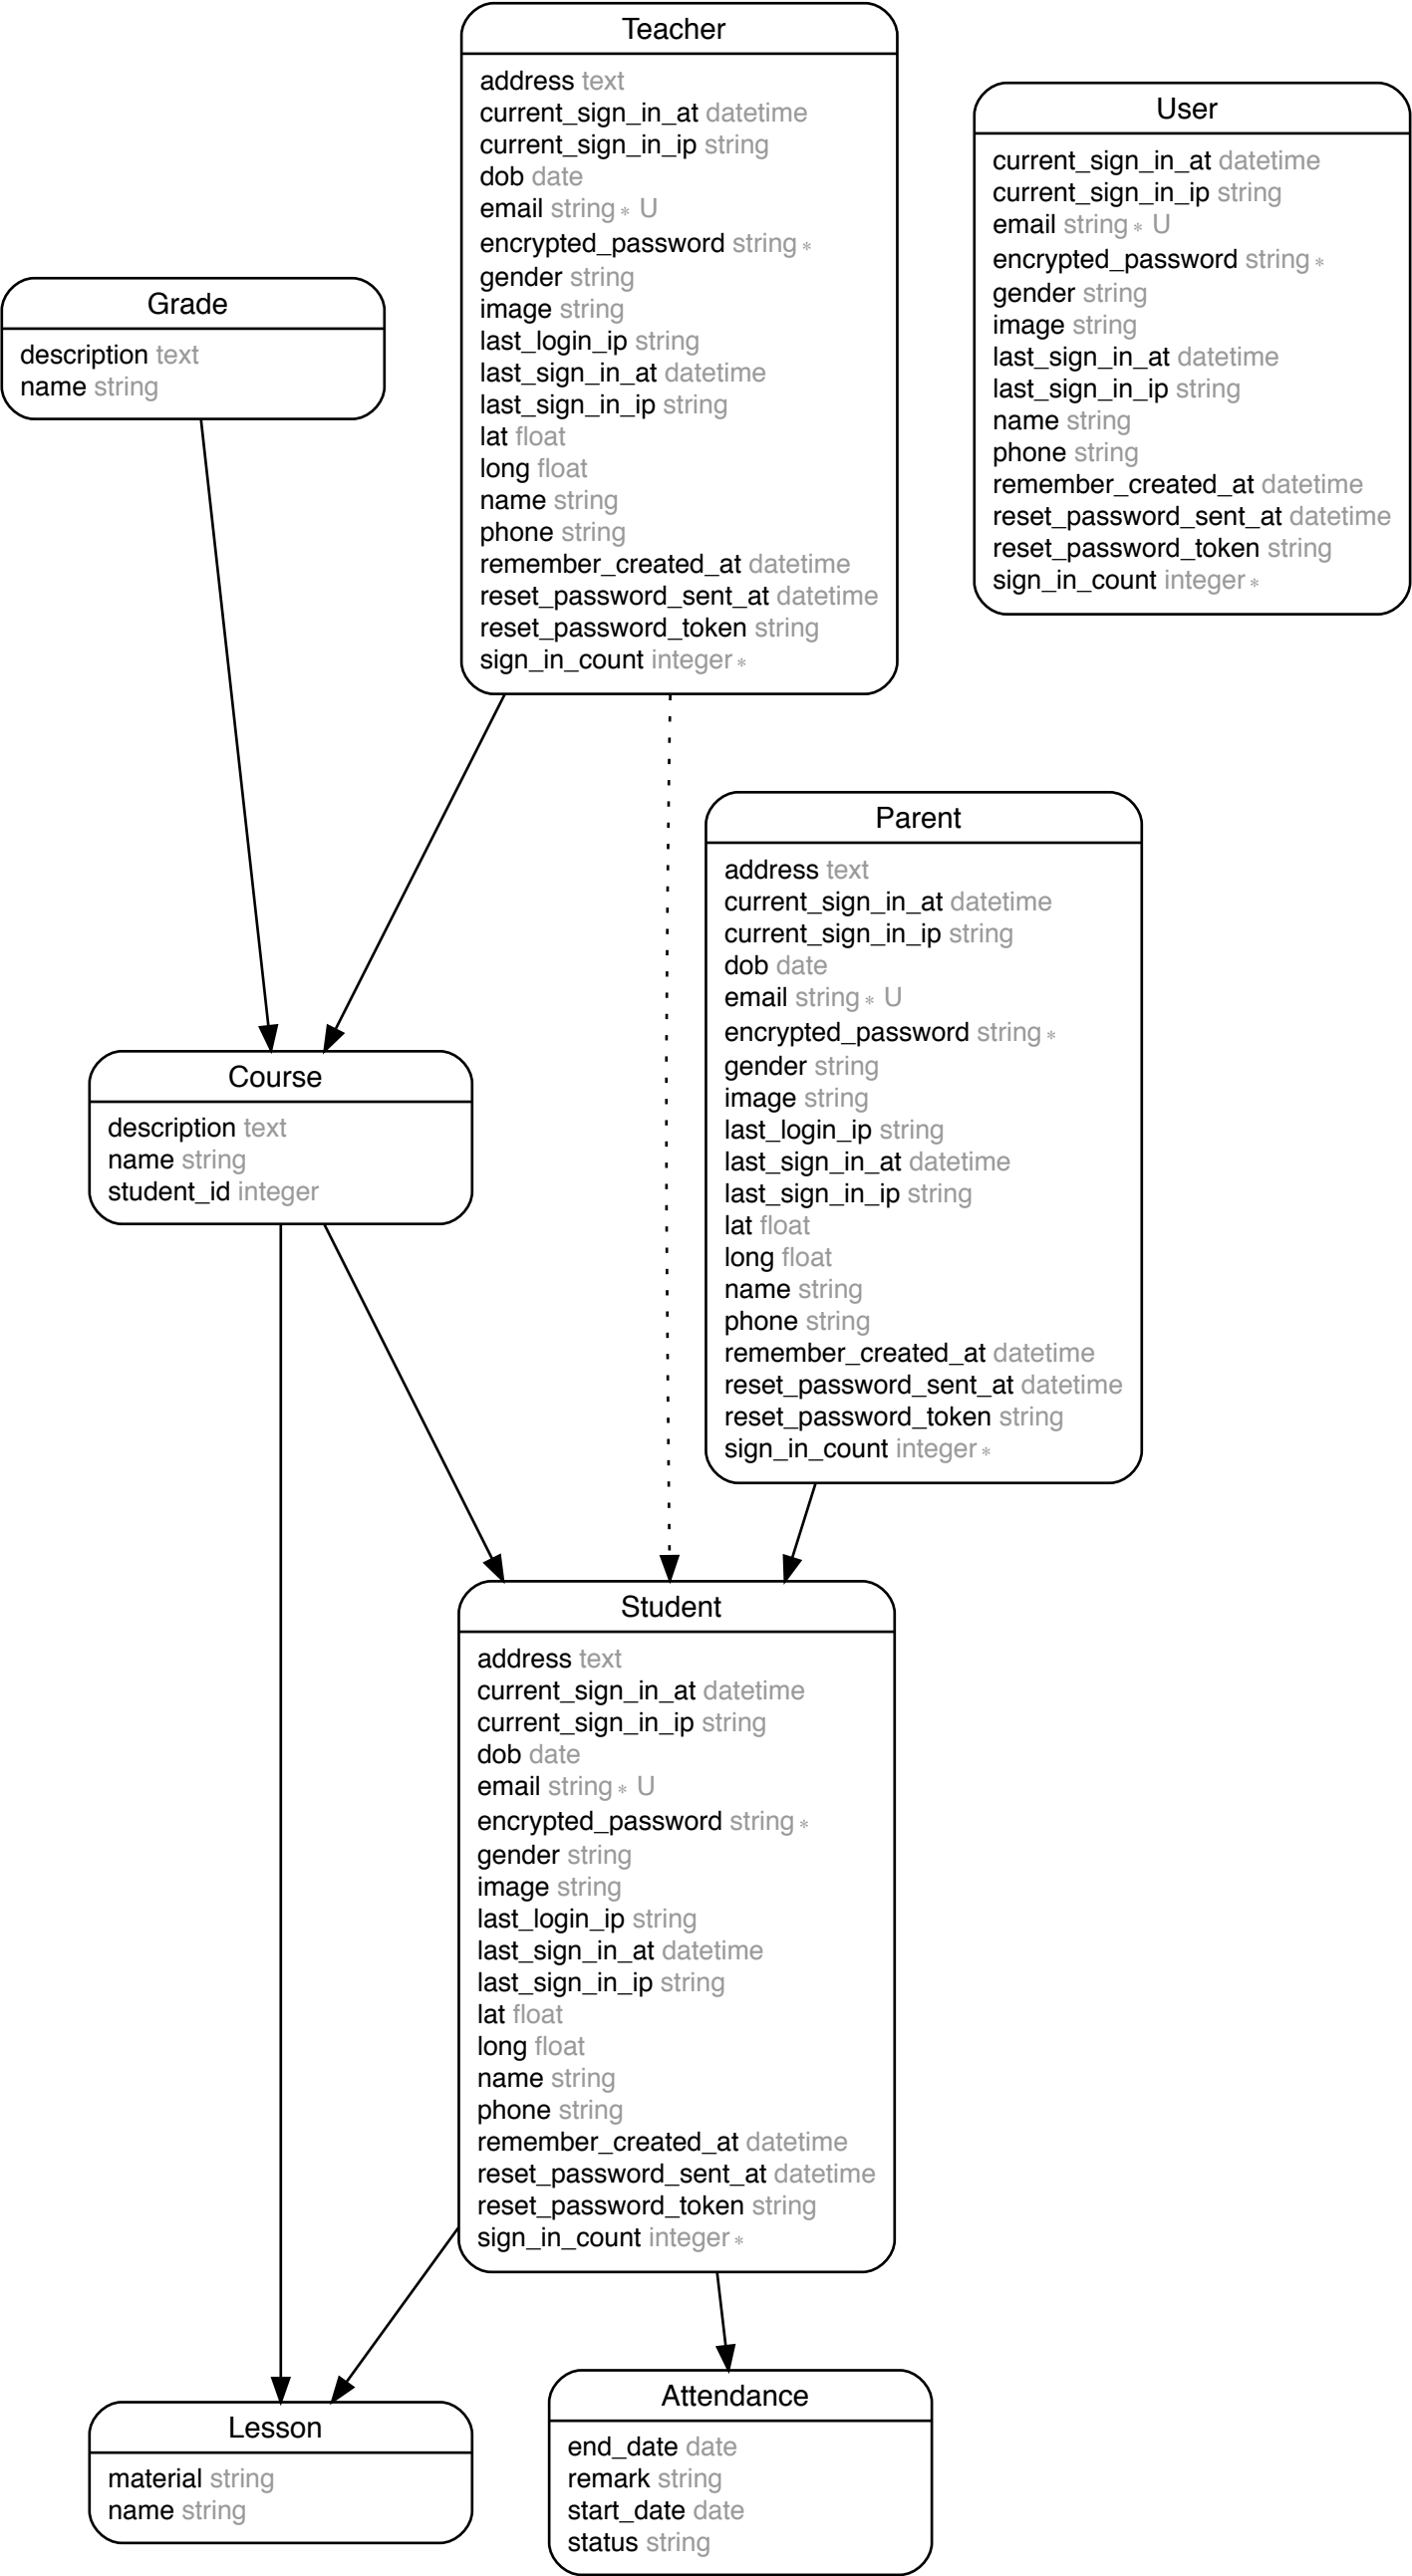 Teacher
address text
current_sign_in_at datetime
current_sign_in_ip string
dob date
email string * U
encrypted_password string *
gender string
image string
last_login_ip string
last_sign_in_at datetime
last_sign_in_ip string
lat float
long float
name string
phone string
remember_created_at datetime
reset_password_sent_at datetime
reset_password_token string
sign_in_count integer *
User
current_sign_in_at datetime
current_sign_in_ip string
email string * U
encrypted_password string *
gender string
image string
last_sign_in_at datetime
last_sign_in_ip string
name string
phone string
remember_created_at datetime
reset_password_sent_at datetime
reset_password_token string
sign_in_count integer *
Grade
description text
name string
Parent
address text
current_sign_in_at datetime
current_sign_in_ip string
dob date
email string * U
encrypted_password string *
gender string
image string
last_login_ip string
last_sign_in_at datetime
last_sign_in_ip string
lat float
long float
name string
phone string
remember_created_at datetime
reset_password_sent_at datetime
reset_password_token string
sign_in_count integer *
Course
description text
name string
student_id integer
Student
address text
current_sign_in_at datetime
current_sign_in_ip string
dob date
email string * U
encrypted_password string *
gender string
image string
last_login_ip string
last_sign_in_at datetime
last_sign_in_ip string
lat float
long float
name string
phone string
remember_created_at datetime
reset_password_sent_at datetime
reset_password_token string
sign_in_count integer *
Lesson
material string
name string
Attendance
end_date date
remark string
start_date date
status string